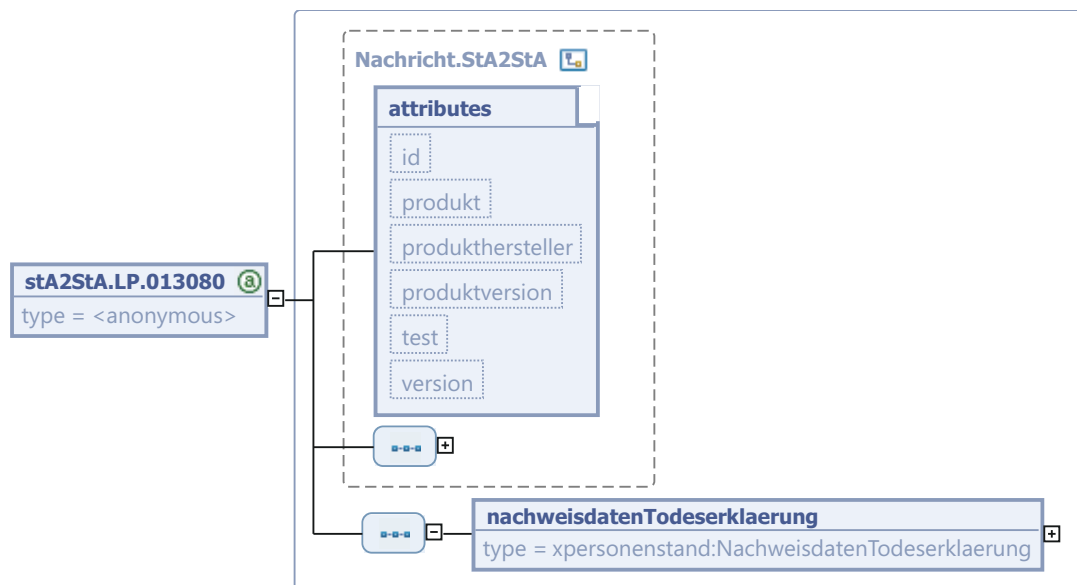 Nachricht.StA2StA
attributes
id
produkt
produkthersteller
produktversion
test
version
stA2StA.LP.013080 a
type = <anonymous>
nachweisdatenTodeserklaerung
type = xpersonenstand:NachweisdatenTodeserklaerung